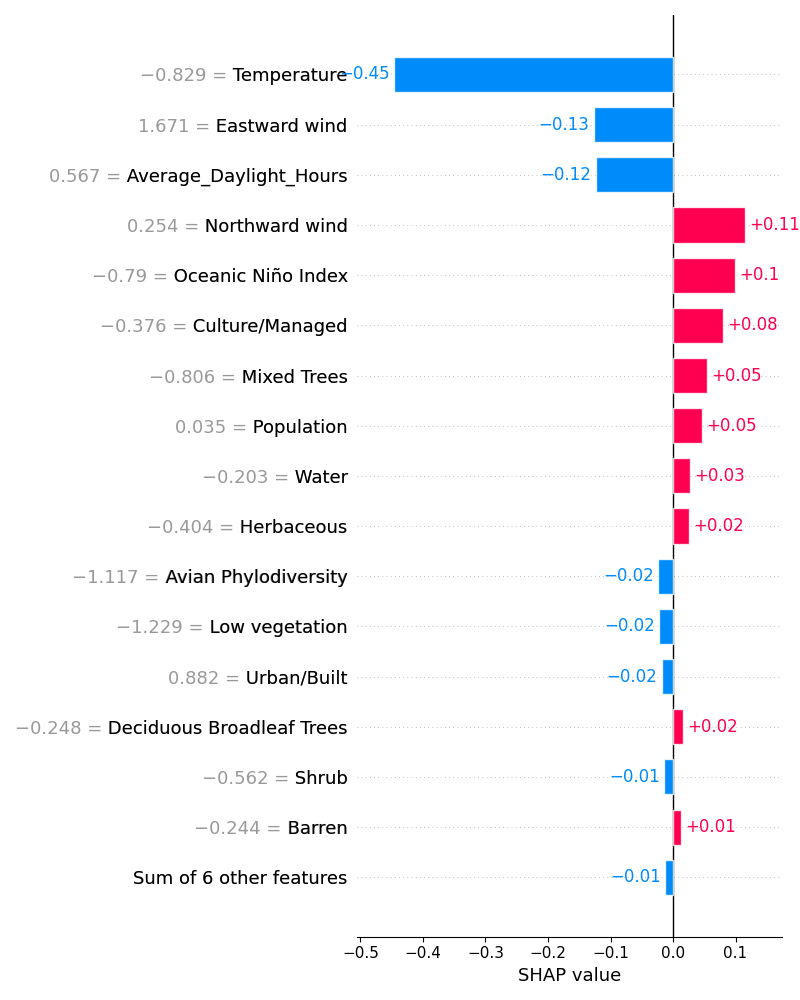 −0.829 = Temperature −0.45
1.671 = Eastward wind −0.13
0.567 = Average_Daylight_Hours −0.12
0.254 = Northward wind +0.11
−0.79 = Oceanic Niño Index +0.1
−0.376 = Culture/Managed +0.08
−0.806 = Mixed Trees +0.05
0.035 = Population +0.05
−0.203 = Water +0.03
−0.404 = Herbaceous +0.02
−1.117 = Avian Phylodiversity −0.02
−1.229 = Low vegetation −0.02
0.882 = Urban/Built −0.02
−0.248 = Deciduous Broadleaf Trees +0.02
−0.562 = Shrub −0.01
−0.244 = Barren +0.01
Sum of 6 other features −0.01
−0.5 −0.4 −0.3 −0.2 −0.1 0.0 0.1
SHAP value